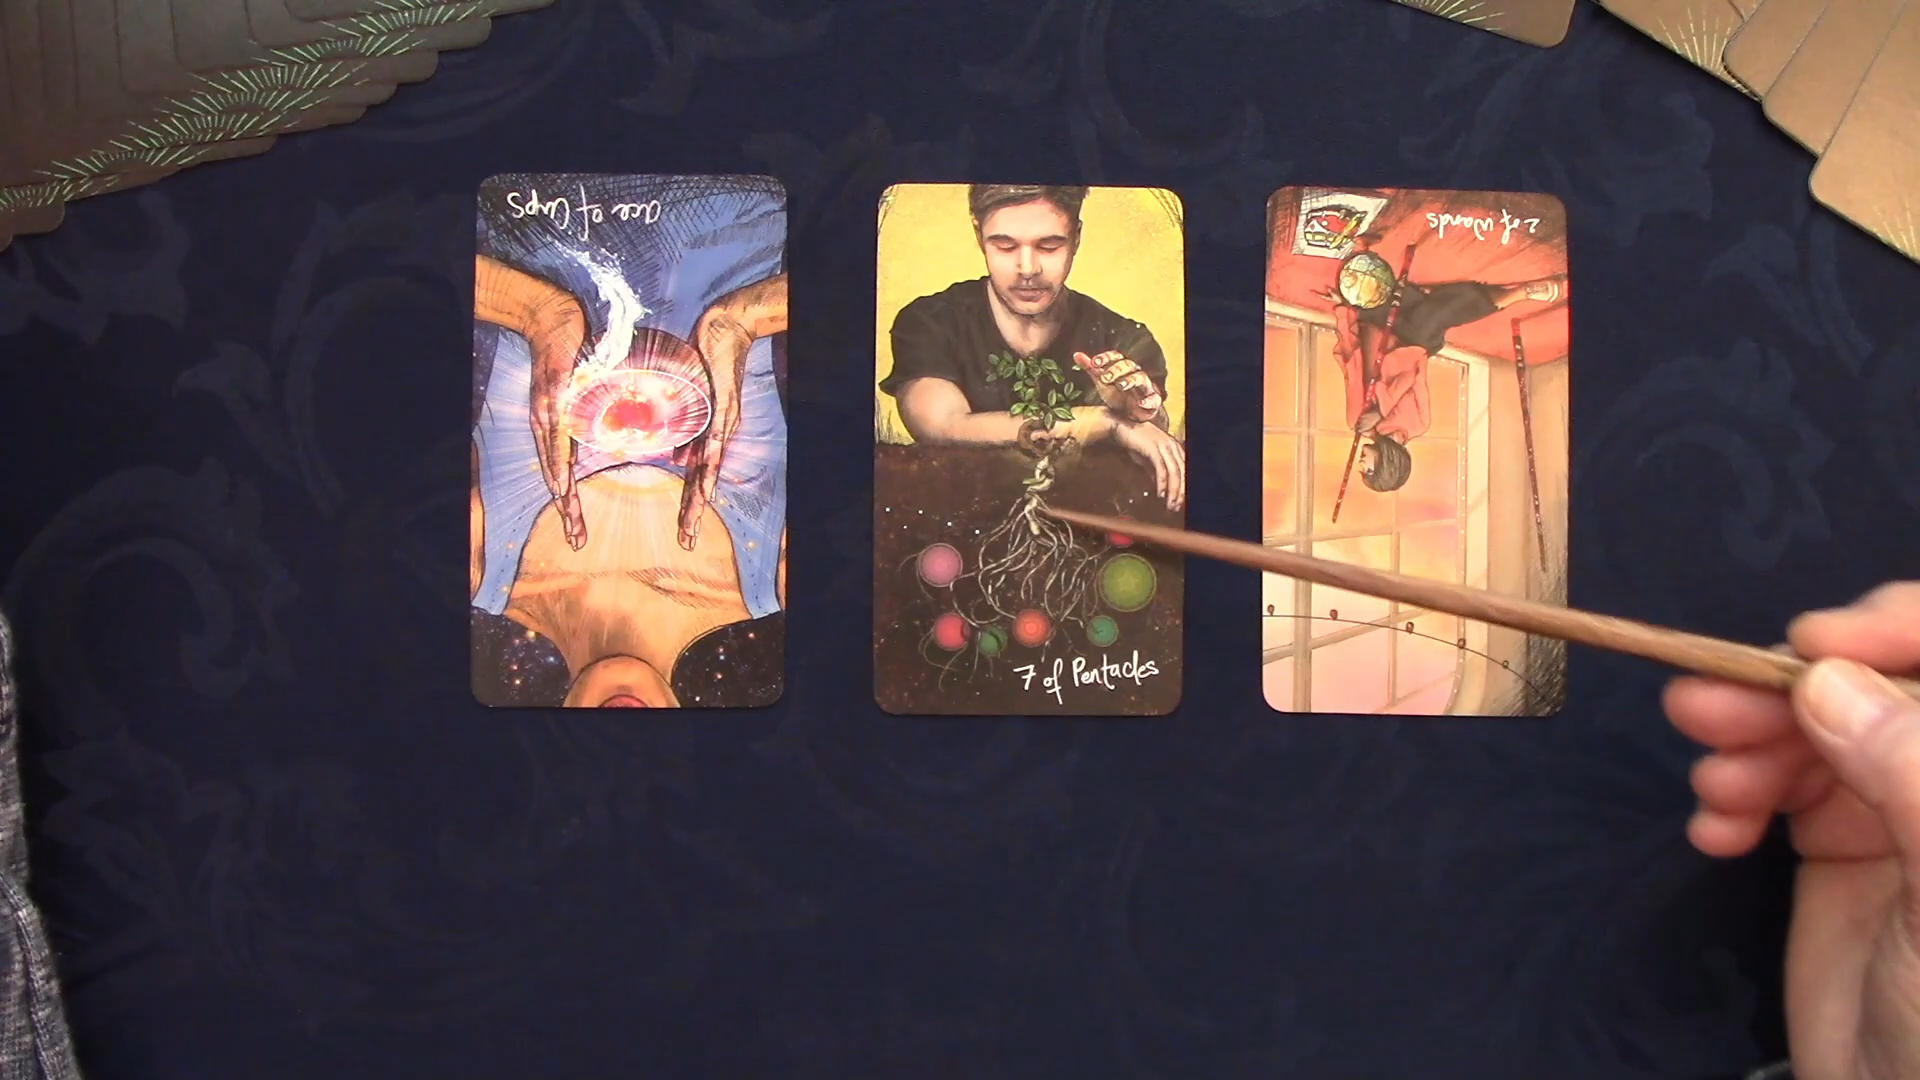 ace of Cups
7 of Pentacles
2 of Wands